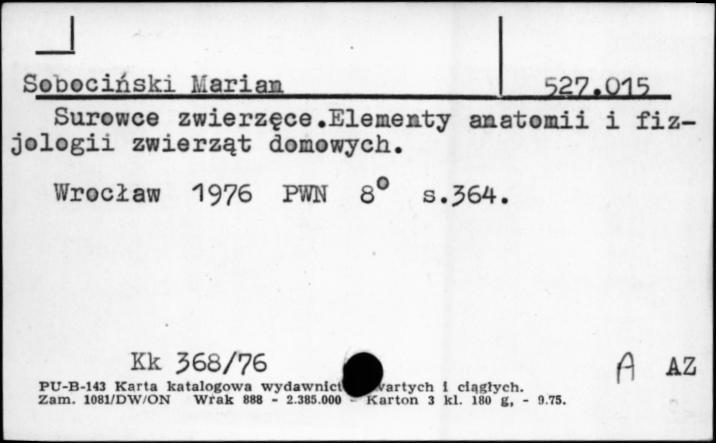 Sobociński Marian 527.015
Surowce zwierzęce.Elementy anatomii i fiz-
jologii zwierząt domowych.
Wrocław 1976 PWN 8° s.364.
Kk 368/76 A AZ
PU-B-143 Karta katalogowa wydawnict wartych i ciągłych.
Zam. 1081/DW/ON Wrak 888 - 2.385.000 - Karton 3 kl. 180 g, - 9.75.